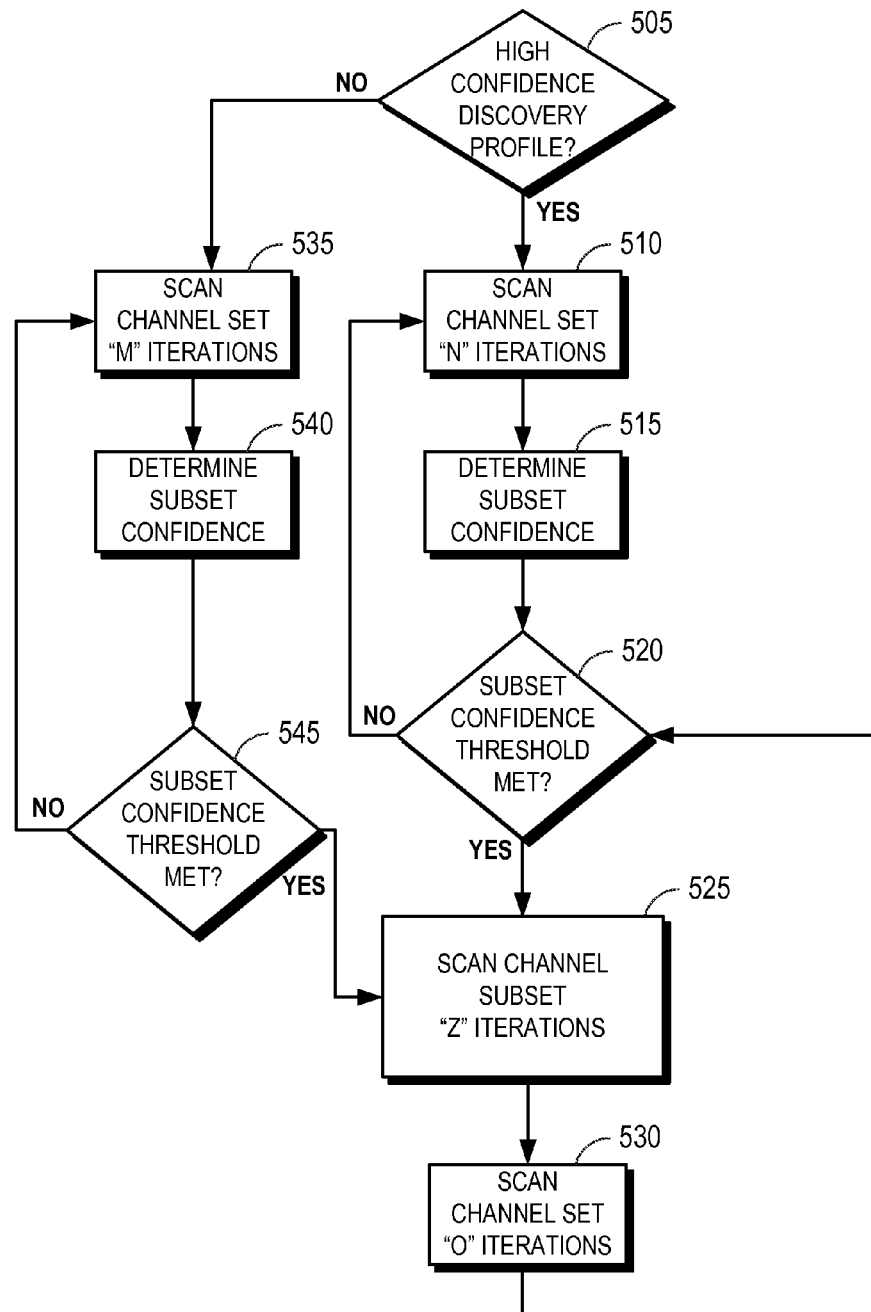 505
HIGH
CONFIDENCE
DISCOVERY
PROFILE?
NO
YES
535
SCAN
CHANNEL SET
“M” ITERATIONS
510
SCAN
CHANNEL SET
“N” ITERATIONS
540
DETERMINE
SUBSET
CONFIDENCE
515
DETERMINE
SUBSET
CONFIDENCE
520
SUBSET
CONFIDENCE
THRESHOLD
MET?
NO
YES
545
SUBSET
CONFIDENCE
THRESHOLD
MET?
NO
YES
525
SCAN CHANNEL
SUBSET
“Z” ITERATIONS
530
SCAN
CHANNEL SET
“O” ITERATIONS